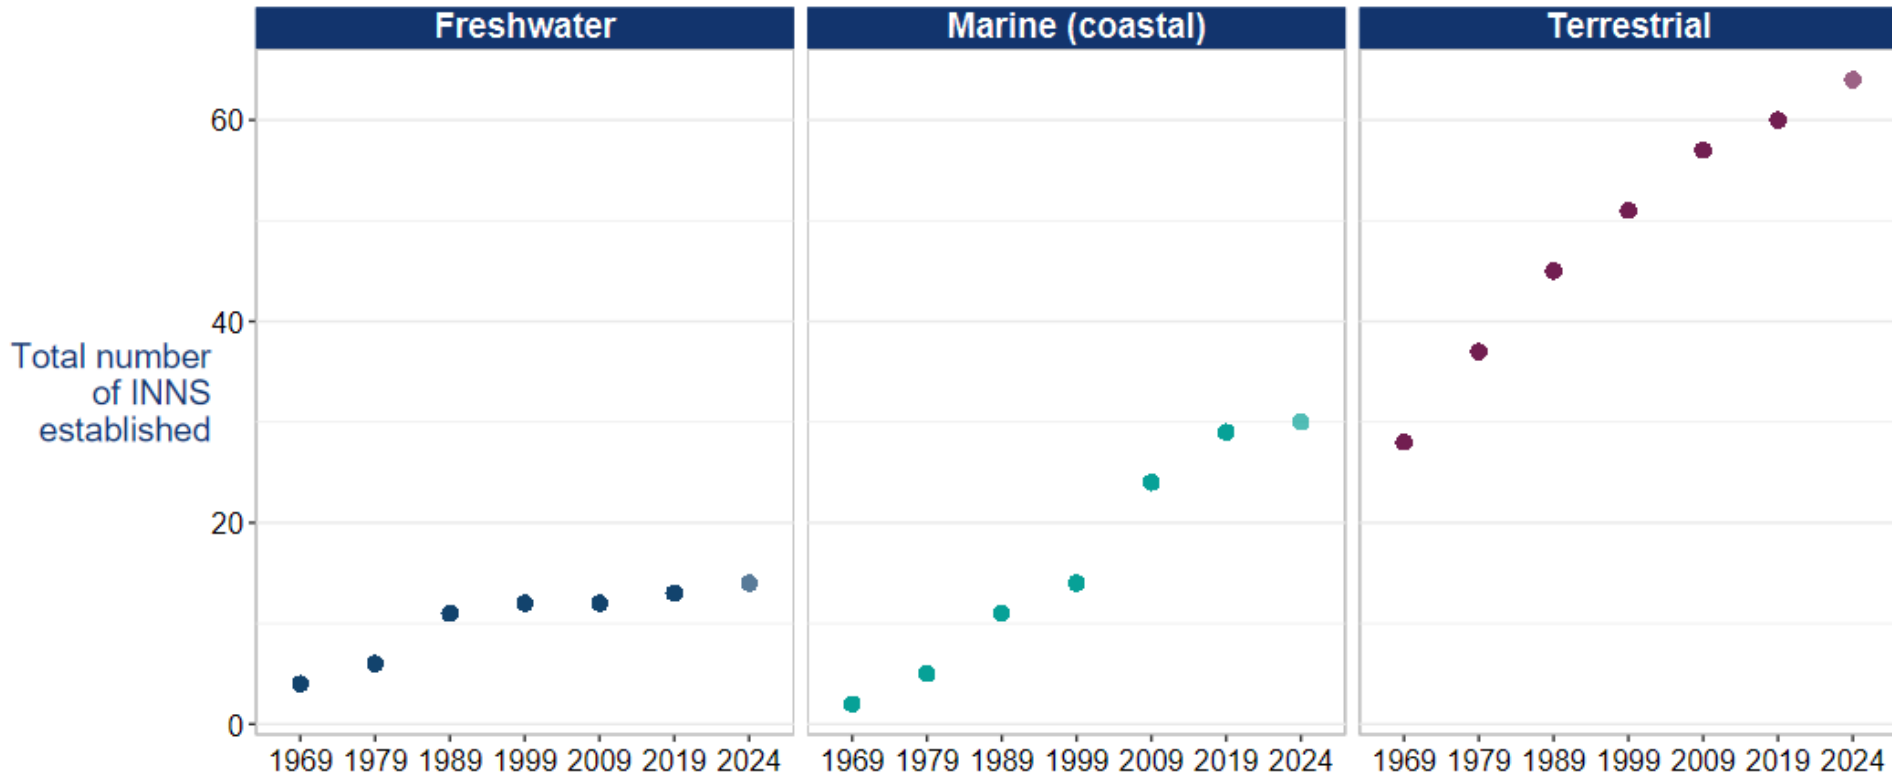 Freshwater
Marine (coastal)
Terrestrial
60
40
20
0
Total number
of INNS
established
1969 1979 1989 1999 2009 2019 2024
1969 1979 1989 1999 2009 2019 2024
1969 1979 1989 1999 2009 2019 2024